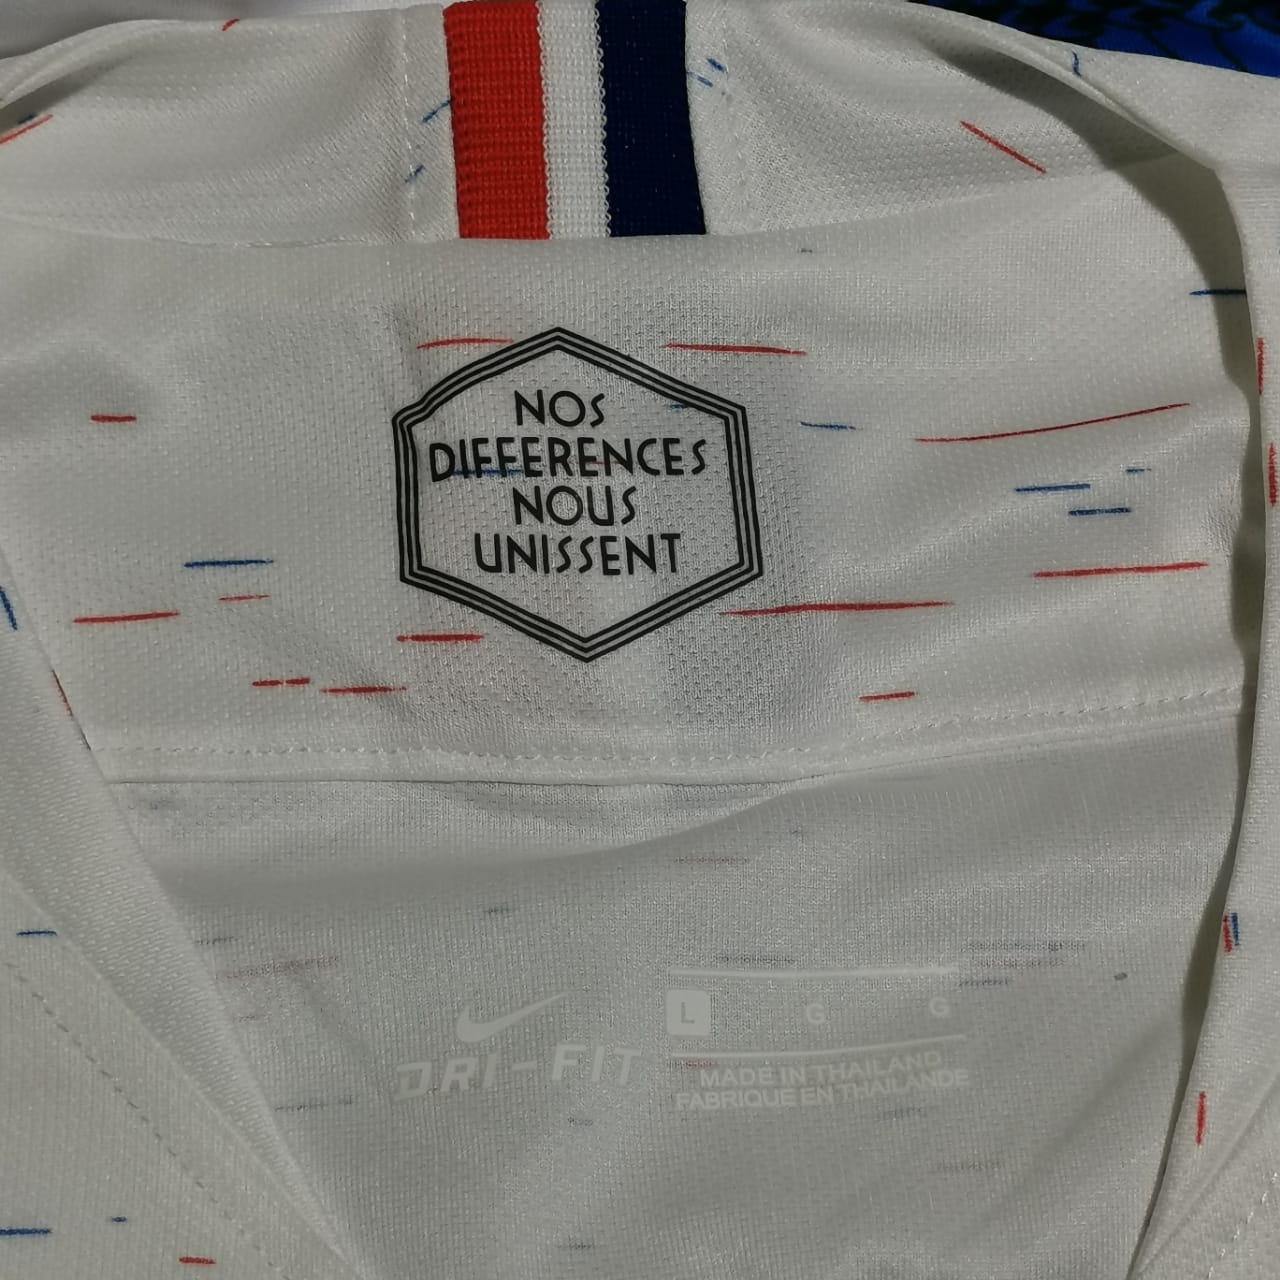 NOS
DIFFERENCES
NOUS
UNISSENT
DRI-FIT
L G G
MADE IN THAILAND
FABRIQUE EN THAILANDE